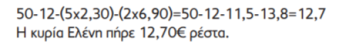 50-12-(5x2,30)-(2x6,90)=50-12-11,5-13,8=12,7
Η κυρία Ελένη πήρε 12,70€ ρέστα.